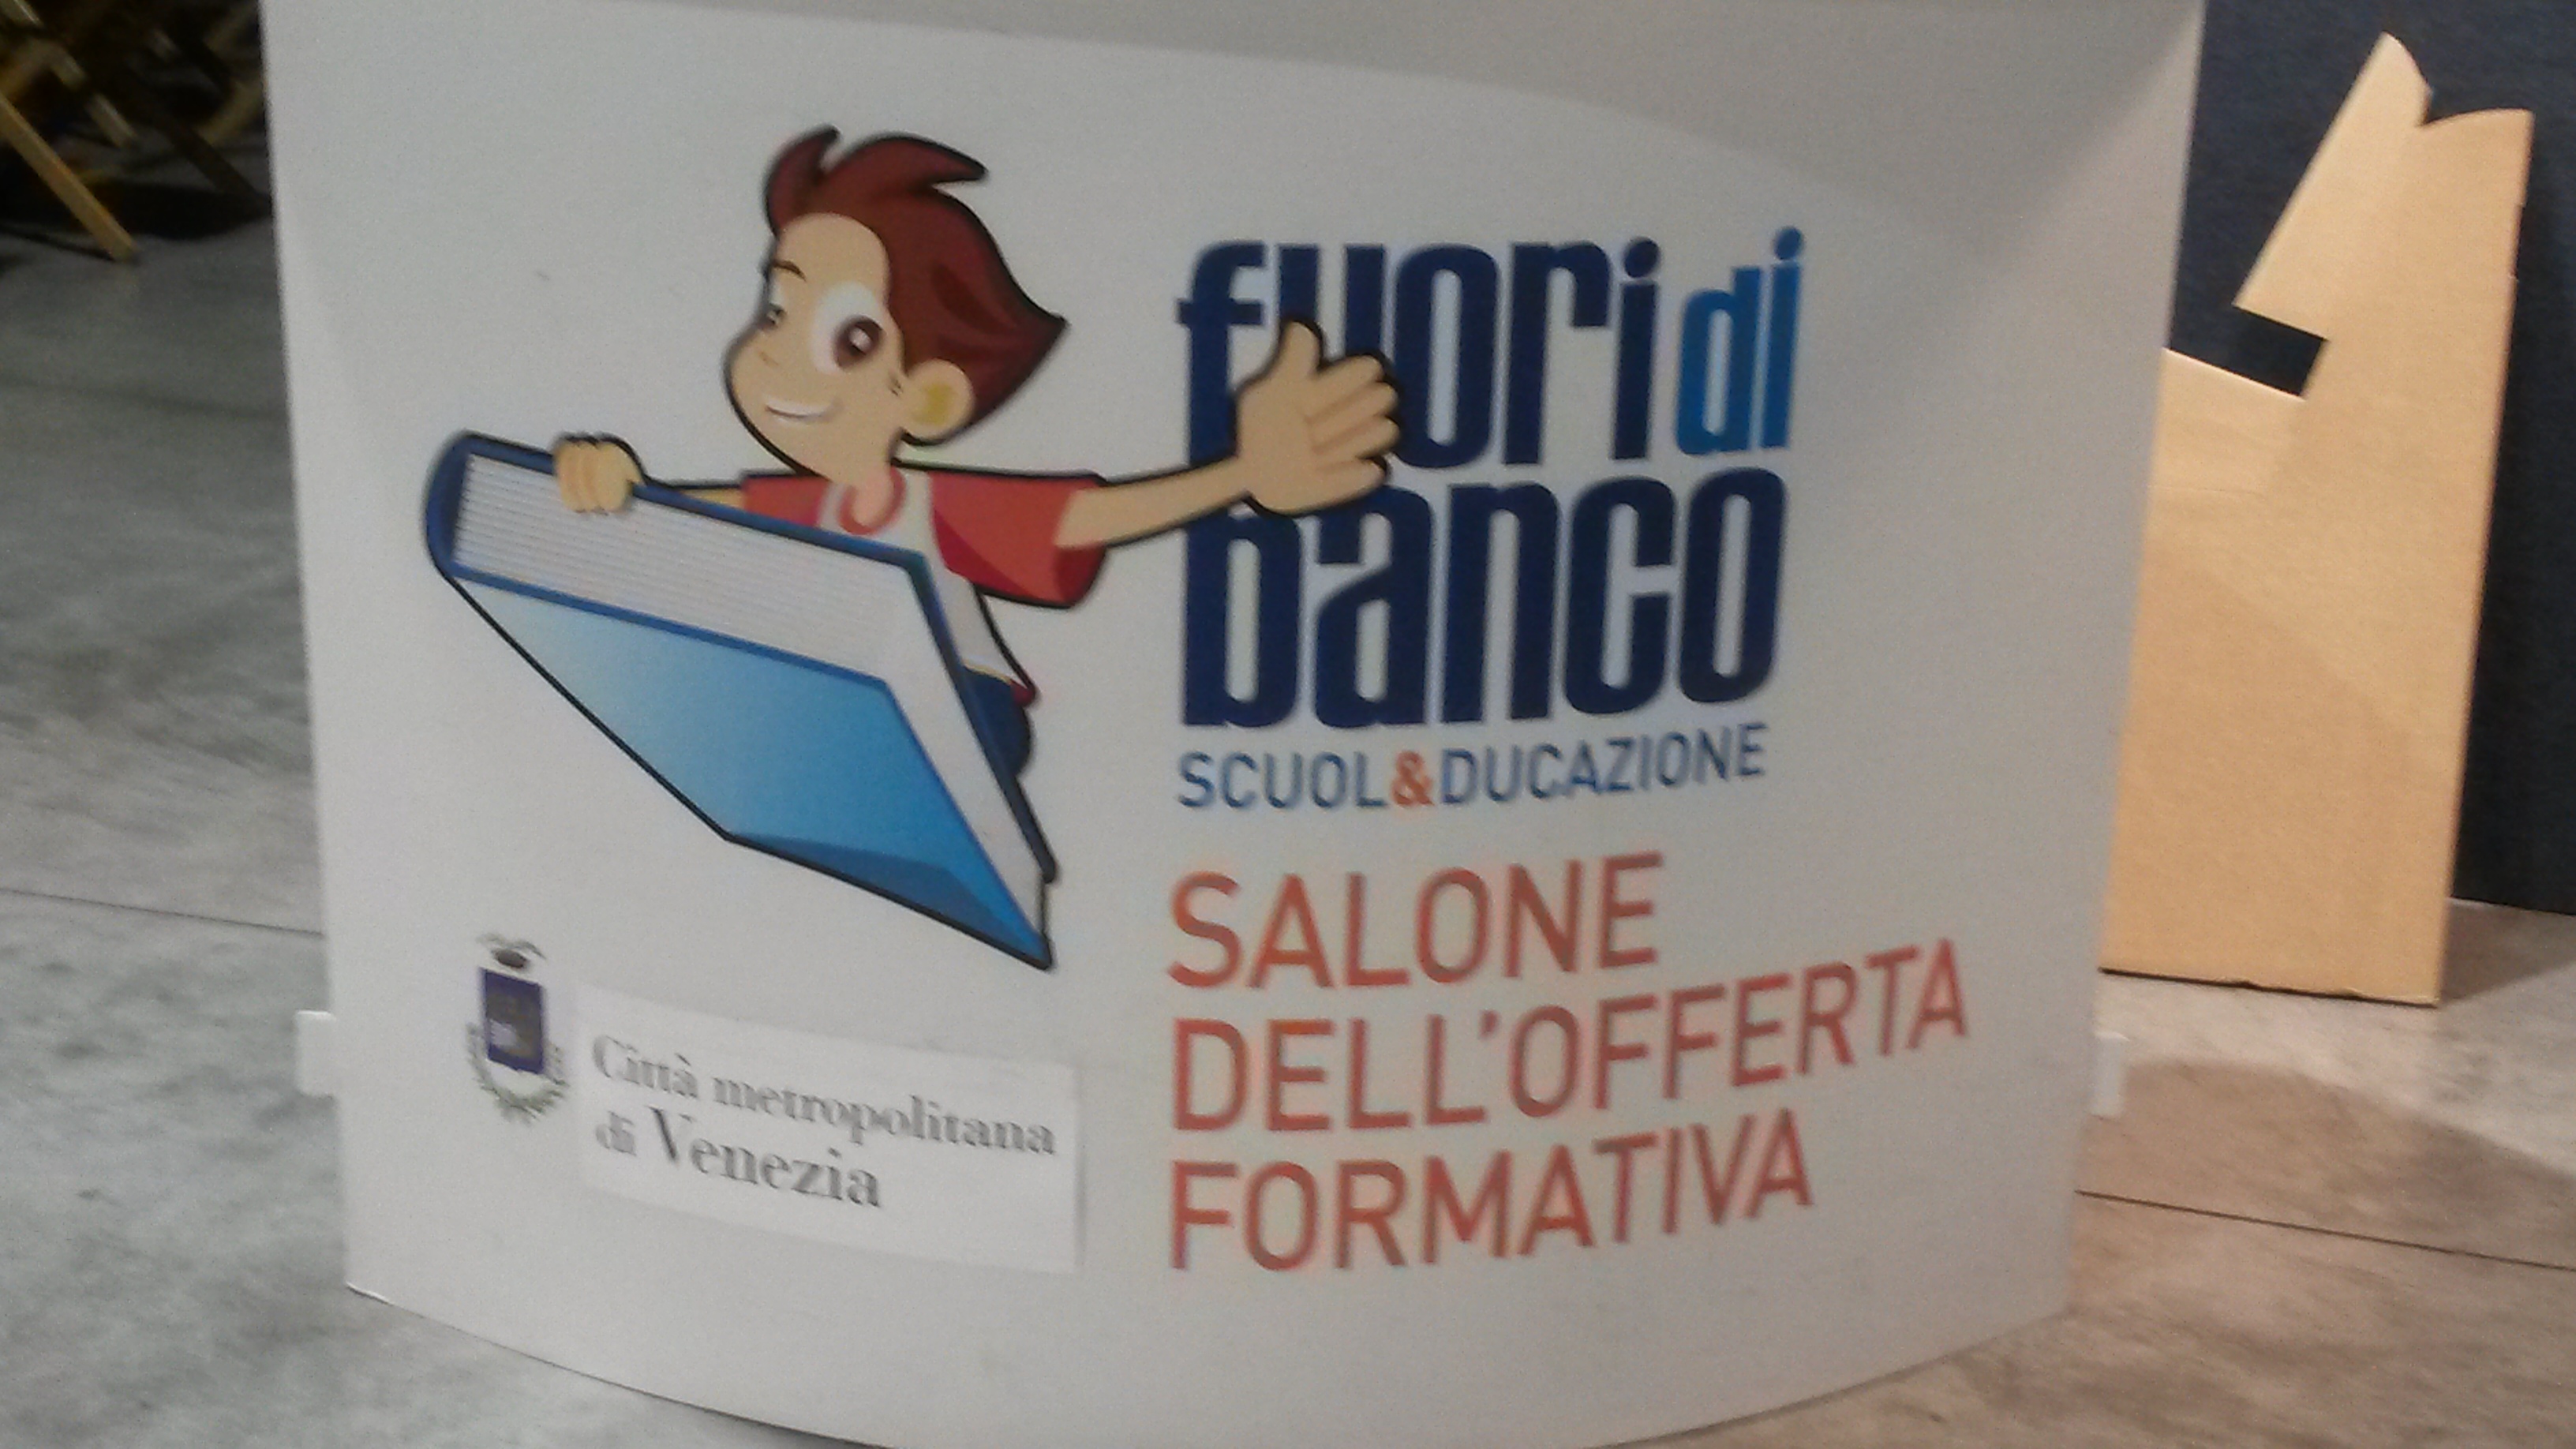 fuori di
banco
SCUOL&DUCAZIONE
SALONE
DELL'OFFERTA
FORMATIVA
Città metropolitana
di Venezia